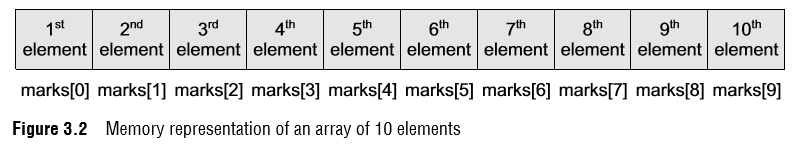 1st 2nd 3rd 4th 5th 6th 7th 8th 9th 10th
element element element element element element element element element element
marks[0] marks[1] marks[2] marks[3] marks[4] marks[5] marks[6] marks[7] marks[8] marks[9]
Figure 3.2 Memory representation of an array of 10 elements